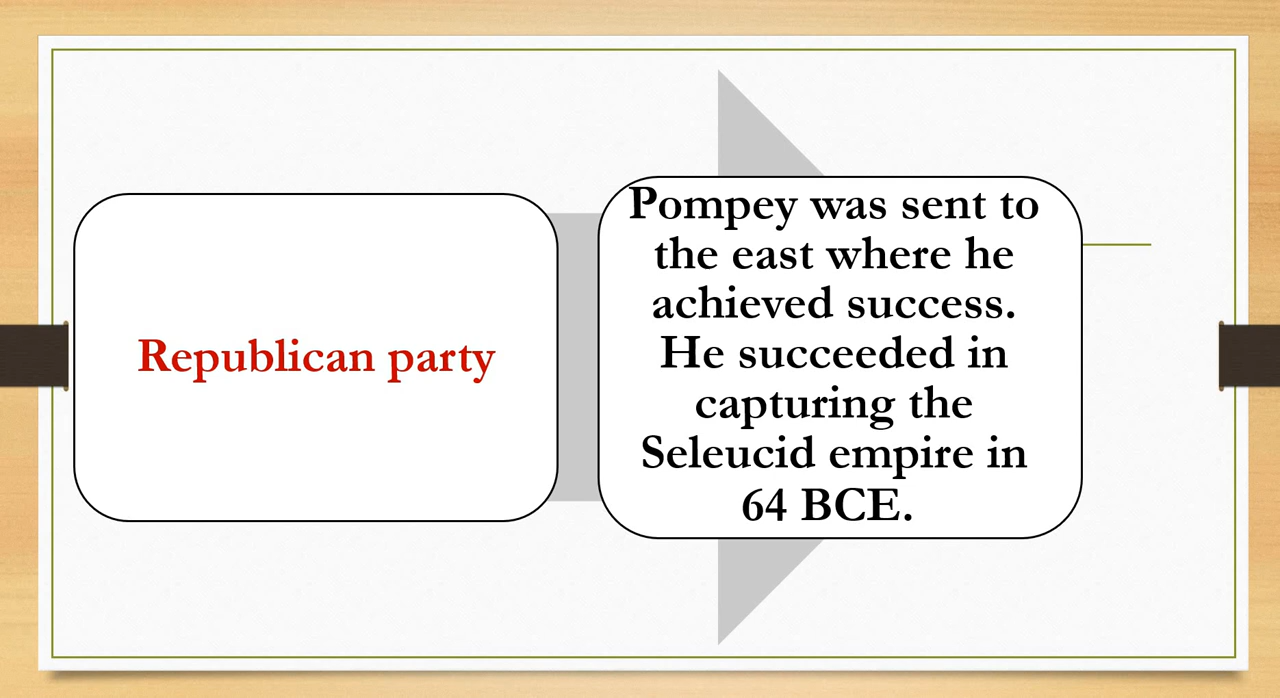 Republican party
Pompey was sent to
the east where he
achieved success.
He succeeded in
capturing the
Seleucid empire in
64 BCE.